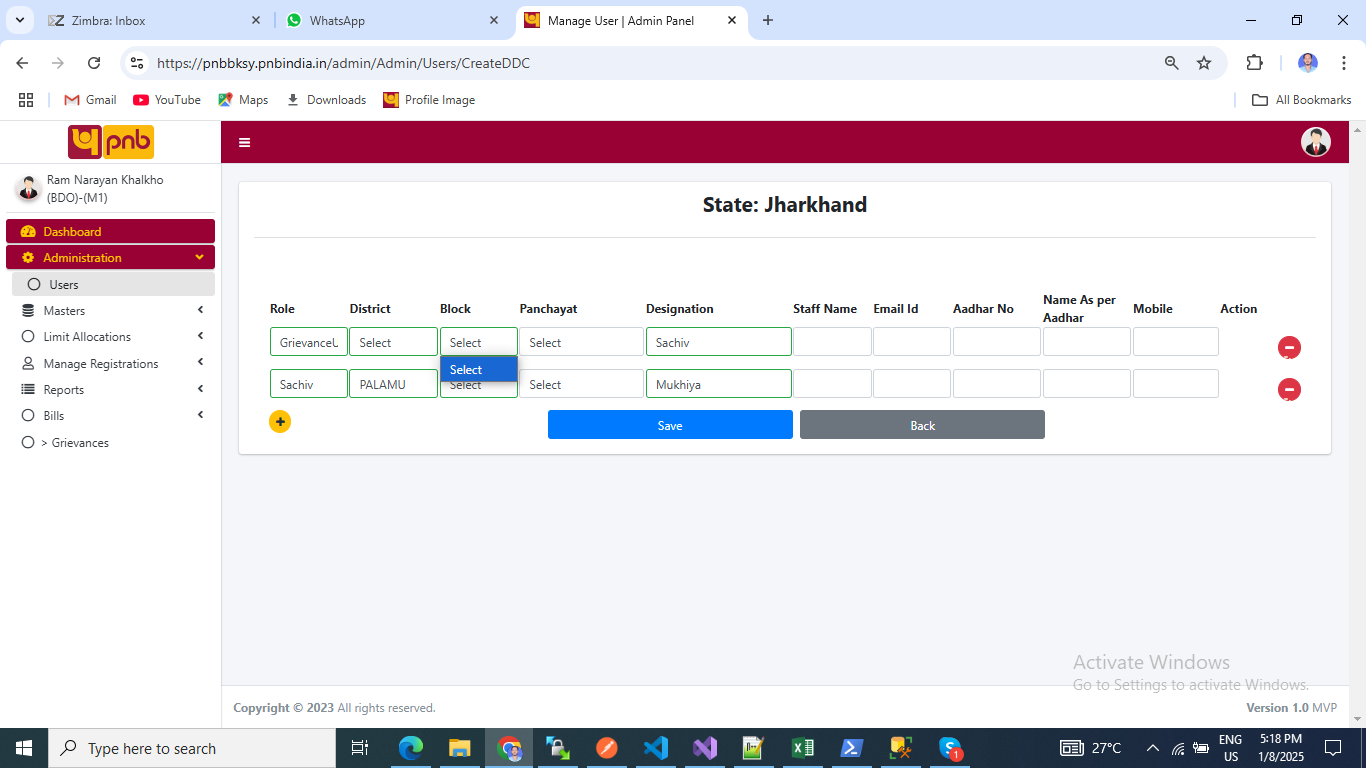 Zimbra: Inbox
WhatsApp
Manage User | Admin Panel
https://pnbbksy.pnbindia.in/admin/Admin/Users/CreateDDC
Gmail
YouTube
Maps
Downloads
Profile Image
All Bookmarks
pnb
Ram Narayan Khalkho
(BDO)-(M1)
Dashboard
Administration
Users
Masters
Limit Allocations
Manage Registrations
Reports
Bills
> Grievances
State: Jharkhand
Role
District
Block
Panchayat
Designation
Staff Name
Email Id
Aadhar No
Name As per
Aadhar
Mobile
Action
GrievanceU
Select
Select
Select
Sachiv
Select
Sachiv
PALAMU
Select
Select
Mukhiya
Save
Back
Activate Windows
Go to Settings to activate Windows.
Copyright © 2023 All rights reserved.
Version 1.0 MVP
Type here to search
1
27°C
ENG
US
5:18 PM
1/8/2025